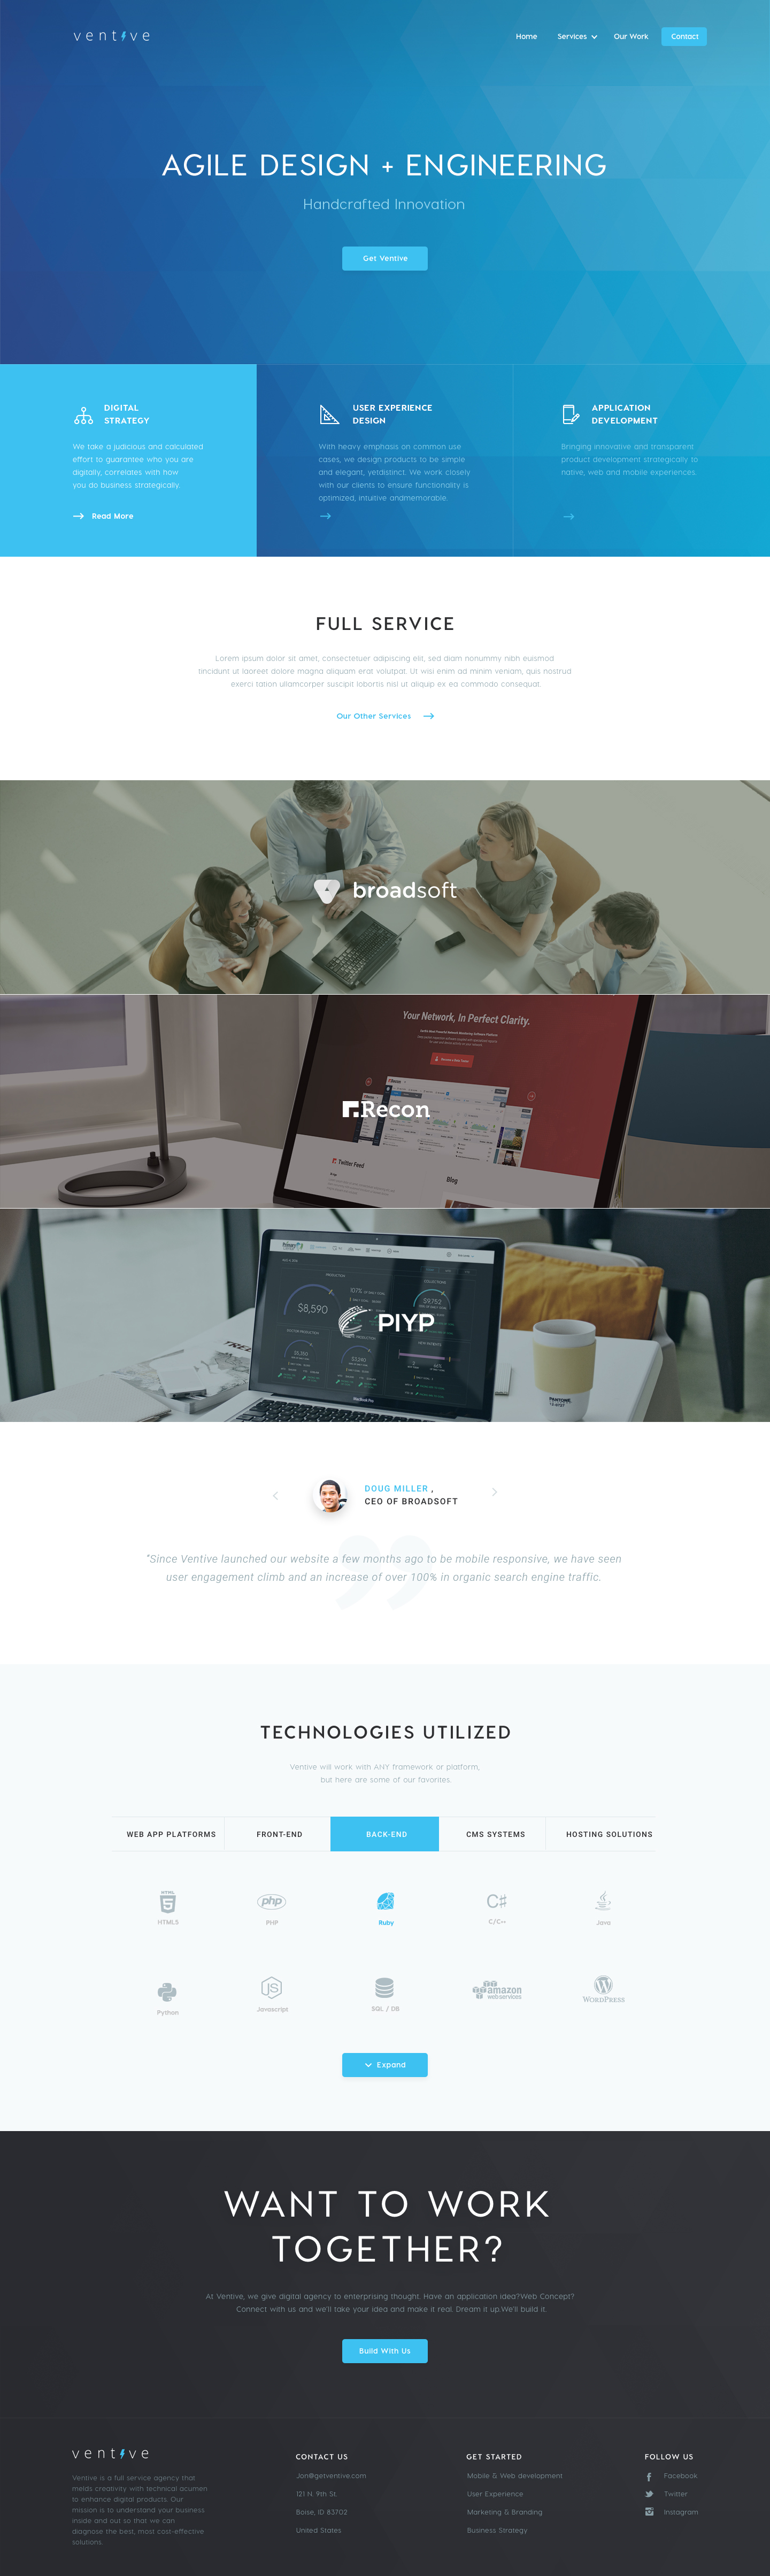 ventive
Home Services Our Work Contact
AGILE DESIGN + ENGINEERING
Handcrafted Innovation
Get Ventive
DIGITAL
STRATEGY
We take a judicious and calculated
effort to guarantee who you are
digitally, correlates with how
you do business strategically.
Read More
USER EXPERIENCE
DESIGN
With heavy emphasis on common use
cases, we design products to be simple
and elegant, yetdistinct. We work closely
with our clients to ensure functionality is
optimized, intuitive andmemorable.
APPLICATION
DEVELOPMENT
Bringing innovative and transparent
product development strategically to
native, web and mobile experiences.
FULL SERVICE
Lorem ipsum dolor sit amet, consectetuer adipiscing elit, sed diam nonummy nibh euismod
tincidunt ut laoreet dolore magna aliquam erat volutpat. Ut wisi enim ad minim veniam, quis nostrud
exerci tation ullamcorper suscipit lobortis nisl ut aliquip ex ea commodo consequat.
Our Other Services
broadsoft
Your Network, In Perfect Clarity.
Recon
Recon
Twitter Feed
Blog
PRODUCTION
COLLECTIONS
$8,590
$9,752
$3,240
PIYP
MacBook Pro
PANTONE
DOUG MILLER ,
CEO OF BROADSOFT
"Since Ventive launched our website a few months ago to be mobile responsive, we have seen
user engagement climb and an increase of over 100% in organic search engine traffic.
TECHNOLOGIES UTILIZED
Ventive will work with ANY framework or platform,
but here are some of our favorites.
WEB APP PLATFORMS FRONT-END BACK-END CMS SYSTEMS HOSTING SOLUTIONS
HTML
5
php
C#
HTML5 PHP Ruby C/C++ Java
JS
amazon
webservices
WORDPRESS
Python Javascript SQL / DB
Expand
WANT TO WORK
TOGETHER?
At Ventive, we give digital agency to enterprising thought. Have an application idea?Web Concept?
Connect with us and we'll take your idea and make it real. Dream it up.We'll build it.
Build With Us
ventive
Ventive is a full service agency that
melds creativity with technical acumen
to enhance digital products. Our
mission is to understand your business
inside and out so that we can
diagnose the best, most cost-effective
solutions.
CONTACT US
Jon@getventive.com
121 N. 9th St.
Boise, ID 83702
United States
GET STARTED
Mobile & Web development
User Experience
Marketing & Branding
Business Strategy
FOLLOW US
Facebook
Twitter
Instagram